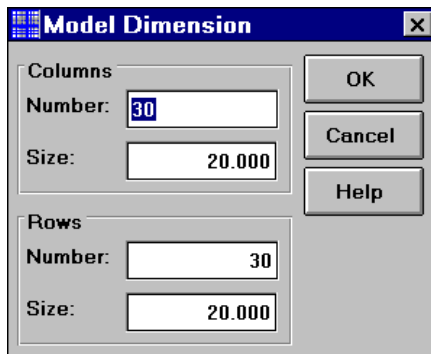 Model Dimension
Columns
Number: 30
Size: 20.000
Rows
Number: 30
Size: 20.000
OK
Cancel
Help